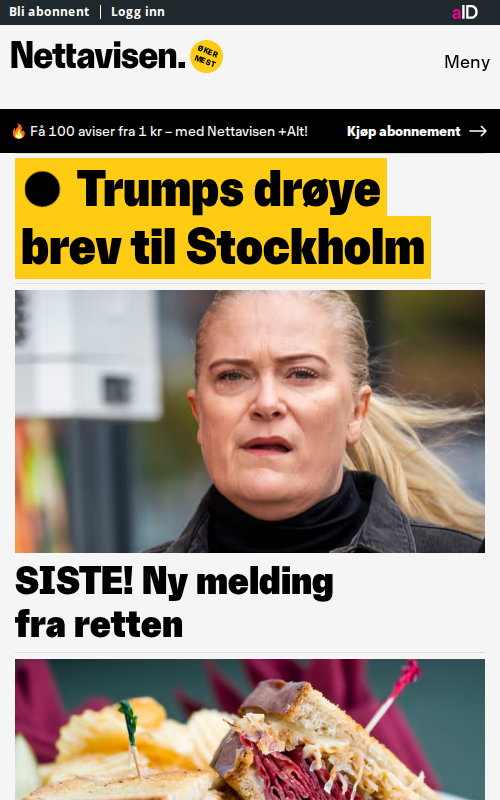 Bli abonnent
Logg inn
aID
Nettavisen.
ØKER
MEST
Meny
🔥 Få 100 aviser fra 1 kr – med Nettavisen +Alt!
Kjøp abonnement →
Trumps drøye
brev til Stockholm
SISTE! Ny melding
fra retten